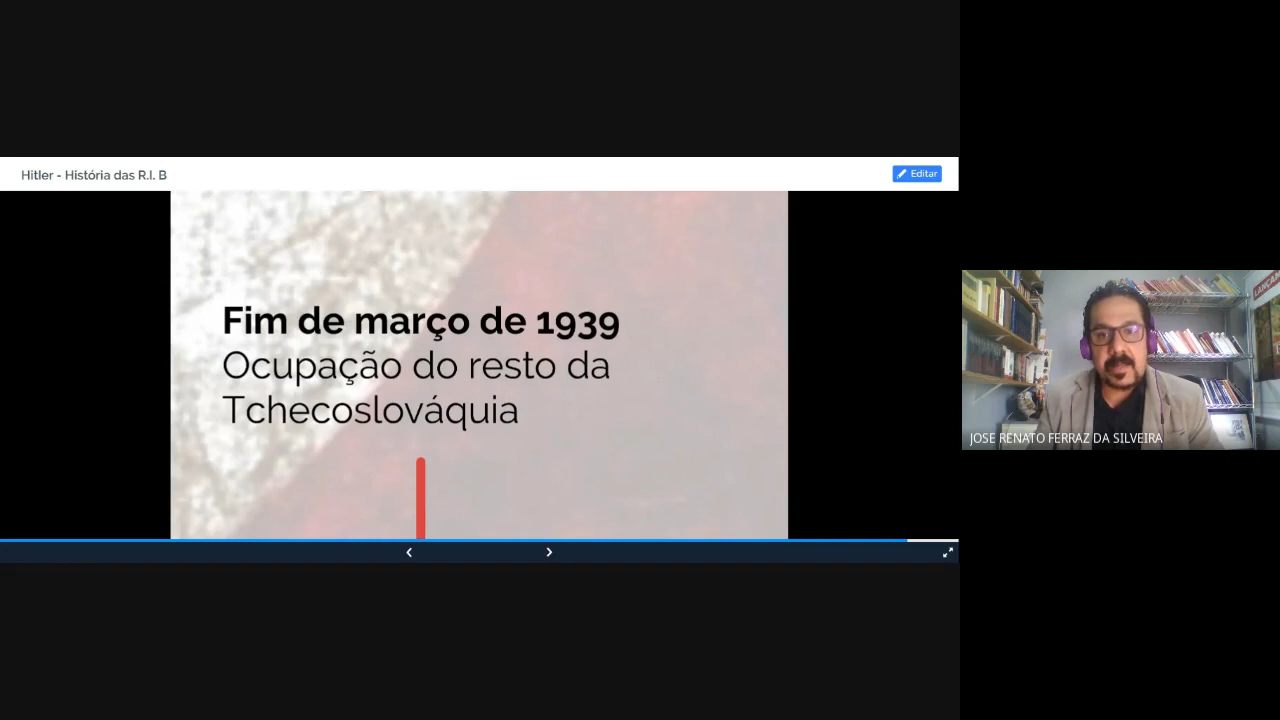 Hitler - História das R.I. B
Editar
Fim de março de 1939
Ocupação do resto da
Tchecoslováquia
JOSE RENATO FERRAZ DA SILVEIRA